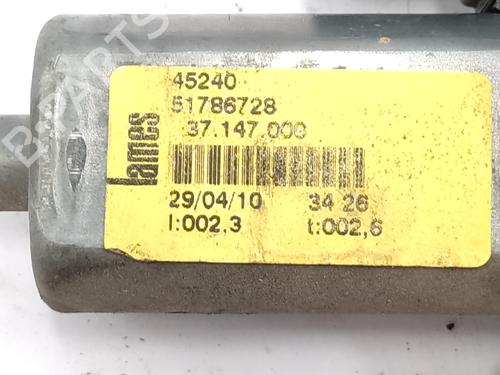 45240
51786728
37.147.000
lames
29/04/10 34 26
I:002,3 t:002,6
B-PARTS